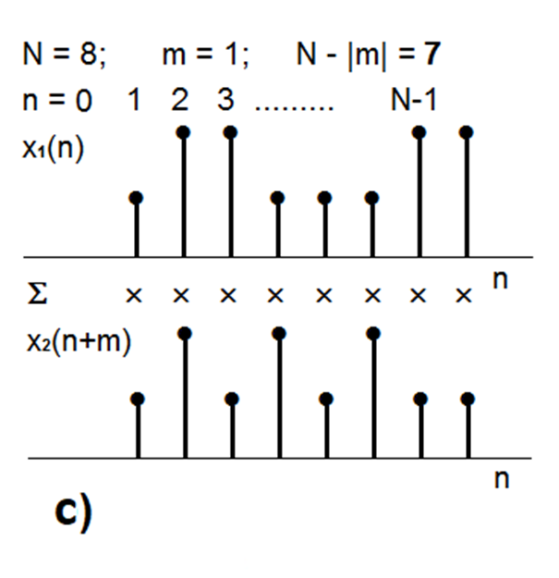 N = 8; m = 1; N - |m| = 7
n = 0 1 2 3 ......... N-1
x₁(n)
n
Σ × × × × × × × ×
x₂(n+m)
n
c)